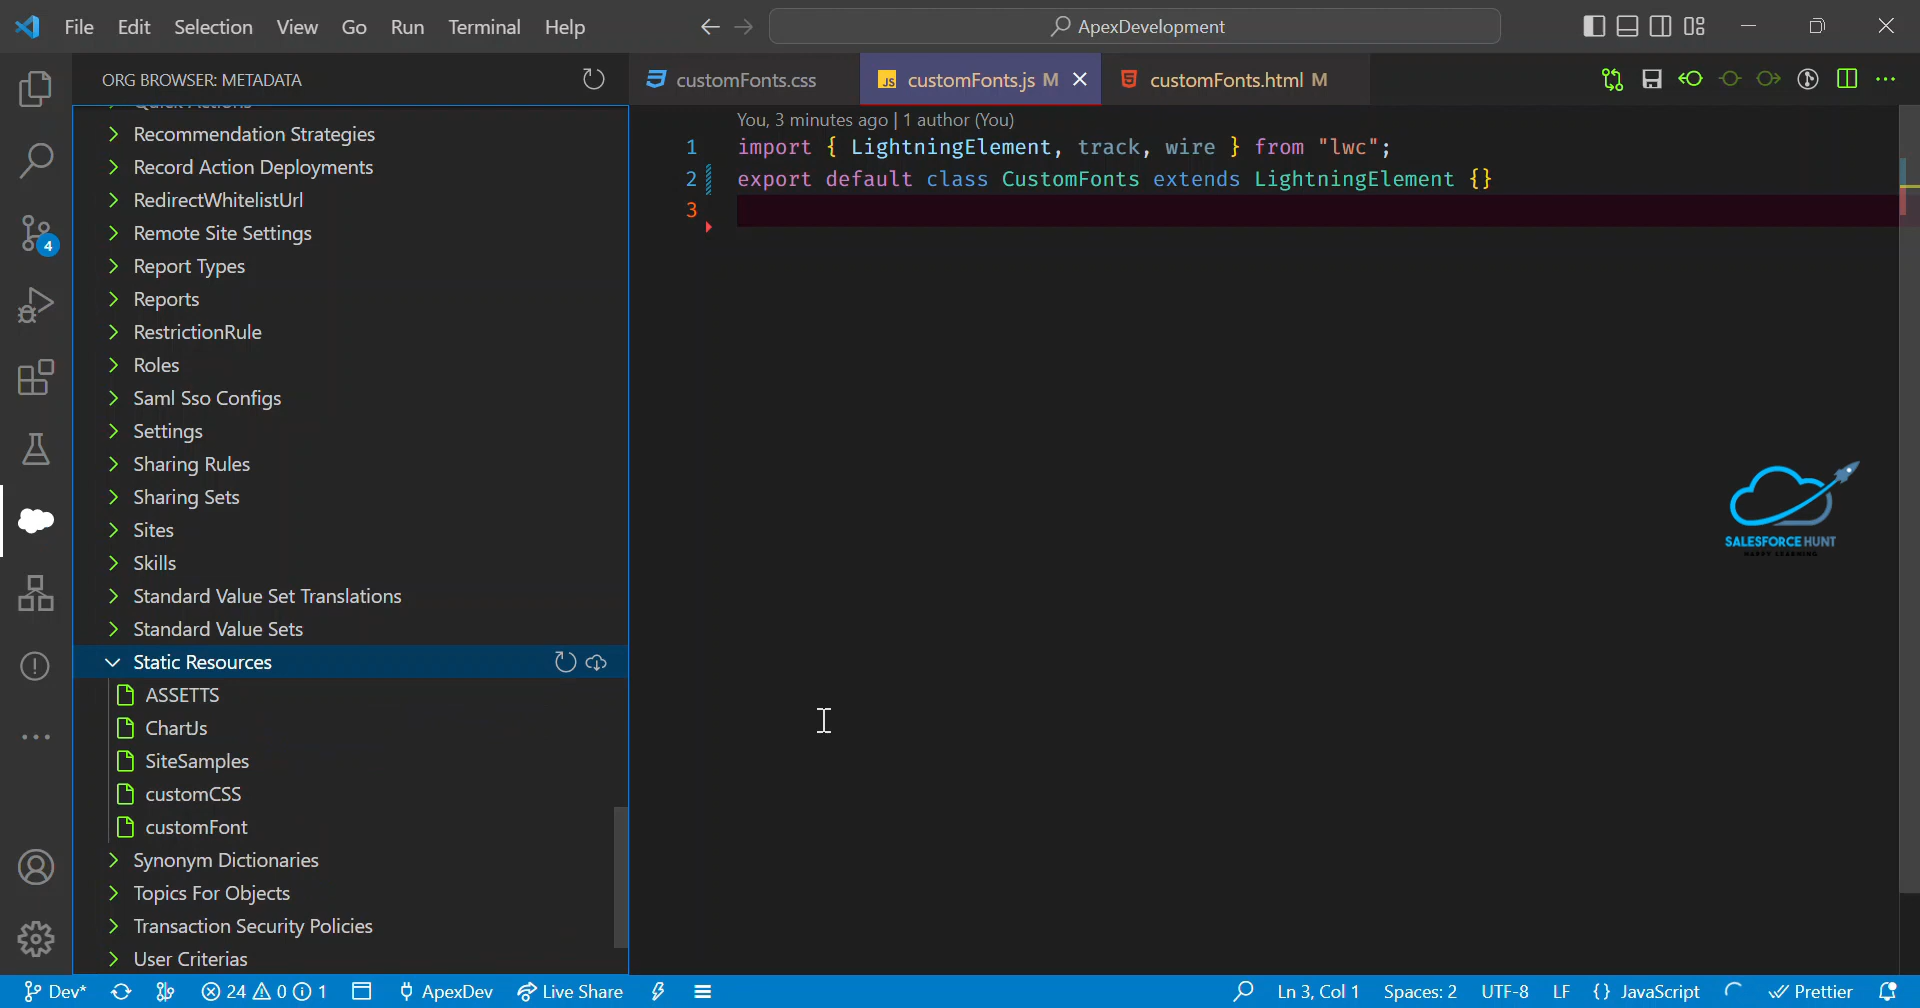 File Edit Selection View Go Run Terminal Help
ApexDevelopment
ORG BROWSER: METADATA
customFonts.css
customFonts.js M
customFonts.html M
Quick Actions
Recommendation Strategies
Record Action Deployments
RedirectWhitelistUrl
Remote Site Settings
Report Types
Reports
RestrictionRule
Roles
Saml Sso Configs
Settings
Sharing Rules
Sharing Sets
Sites
Skills
Standard Value Set Translations
Standard Value Sets
Static Resources
ASSETTS
ChartJs
SiteSamples
customCSS
customFont
Synonym Dictionaries
Topics For Objects
Transaction Security Policies
User Criterias
4
You, 3 minutes ago | 1 author (You)
1 import { LightningElement, track, wire } from "lwc";
2 export default class CustomFonts extends LightningElement {}
3
SALESFORCE HUNT
HAPPY LEARNING
Dev* 24 0 1 ApexDev Live Share Ln 3, Col 1 Spaces: 2 UTF-8 LF {} JavaScript Prettier